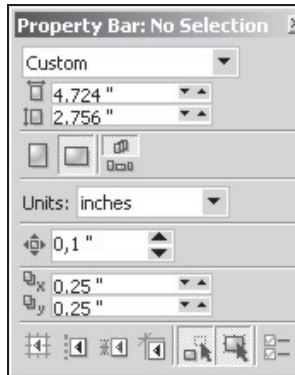 Property Bar: No Selection
Custom
4.724 "
2.756 "
Units: inches
0,1 "
x 0.25 "
y 0.25 "